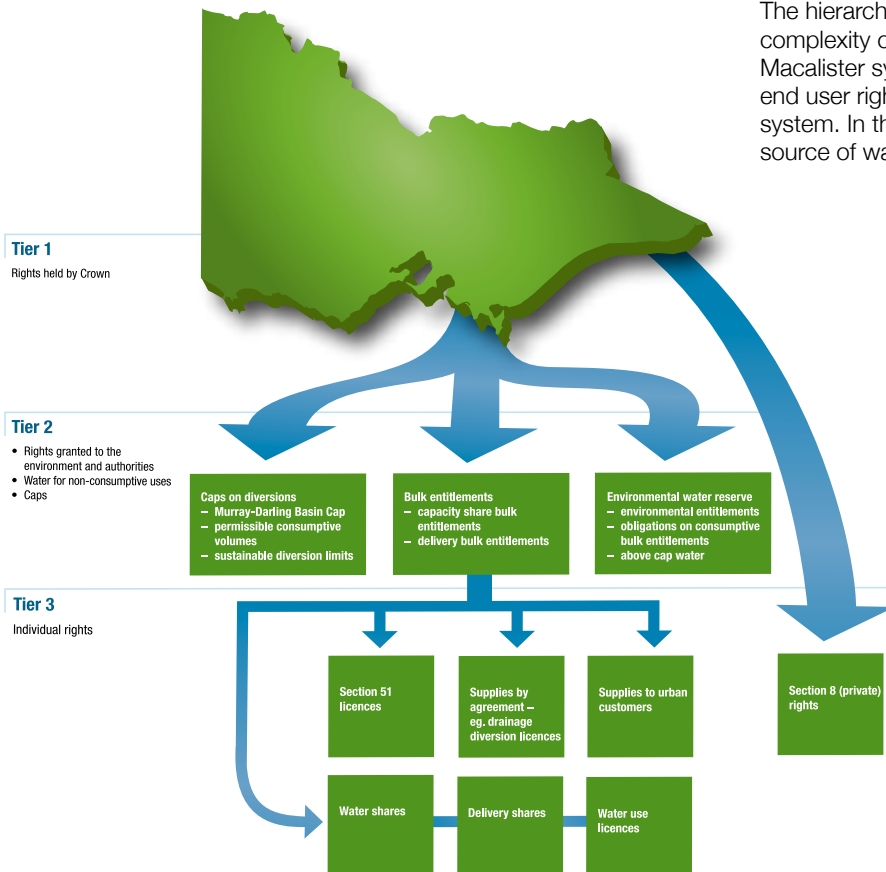 The hierarch
complexity o
Macalister sy
end user righ
system. In th
source of wa
Tier 1
Rights held by Crown
Tier 2
• Rights granted to the
environment and authorities
• Water for non-consumptive uses
• Caps
Caps on diversions
– Murray-Darling Basin Cap
– permissible consumptive
volumes
– sustainable diversion limits
Bulk entitlements
– capacity share bulk
entitlements
– delivery bulk entitlements
Environmental water reserve
– environmental entitlements
– obligations on consumptive
bulk entitlements
– above cap water
Tier 3
Individual rights
Section 51
licences
Supplies by
agreement –
eg. drainage
diversion licences
Supplies to urban
customers
Section 8 (private)
rights
Water shares
Delivery shares
Water use
licences